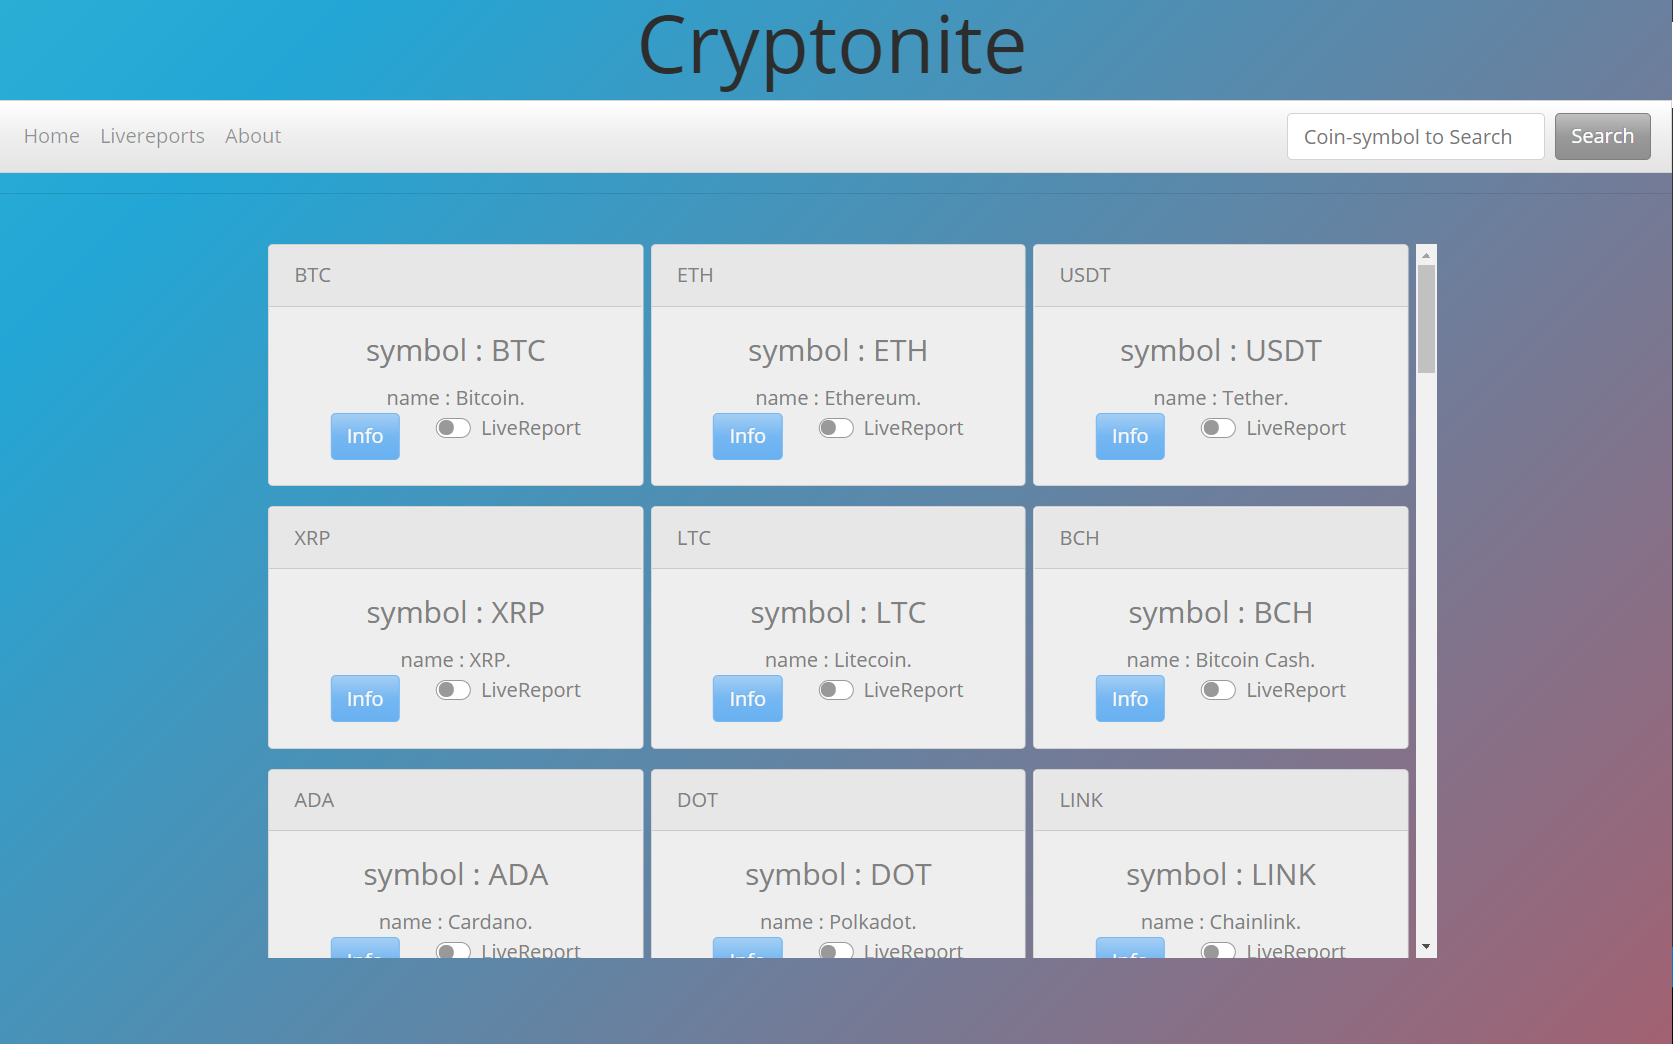 Cryptonite
Home Livereports About Coin-symbol to Search Search
BTC ETH USDT
symbol : BTC symbol : ETH symbol : USDT
name : Bitcoin. name : Ethereum. name : Tether.
Info LiveReport Info LiveReport Info LiveReport
XRP LTC BCH
symbol : XRP symbol : LTC symbol : BCH
name : XRP. name : Litecoin. name : Bitcoin Cash.
Info LiveReport Info LiveReport Info LiveReport
ADA DOT LINK
symbol : ADA symbol : DOT symbol : LINK
name : Cardano. name : Polkadot. name : Chainlink.
Info LiveReport Info LiveReport Info LiveReport